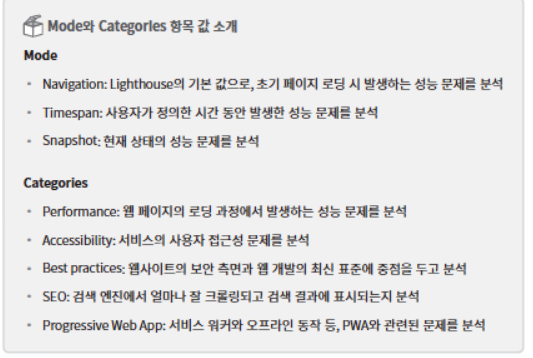 Mode와 Categories 항목 값 소개
Mode
• Navigation: Lighthouse의 기본 값으로, 초기 페이지 로딩 시 발생하는 성능 문제를 분석
• Timespan: 사용자가 정의한 시간 동안 발생한 성능 문제를 분석
• Snapshot: 현재 상태의 성능 문제를 분석
Categories
• Performance: 웹 페이지의 로딩 과정에서 발생하는 성능 문제를 분석
• Accessibility: 서비스의 사용자 접근성 문제를 분석
• Best practices: 웹사이트의 보안 측면과 웹 개발의 최신 표준에 중점을 두고 분석
• SEO: 검색 엔진에서 얼마나 잘 크롤링되고 검색 결과에 표시되는지 분석
• Progressive Web App: 서비스 워커와 오프라인 동작 등, PWA와 관련된 문제를 분석